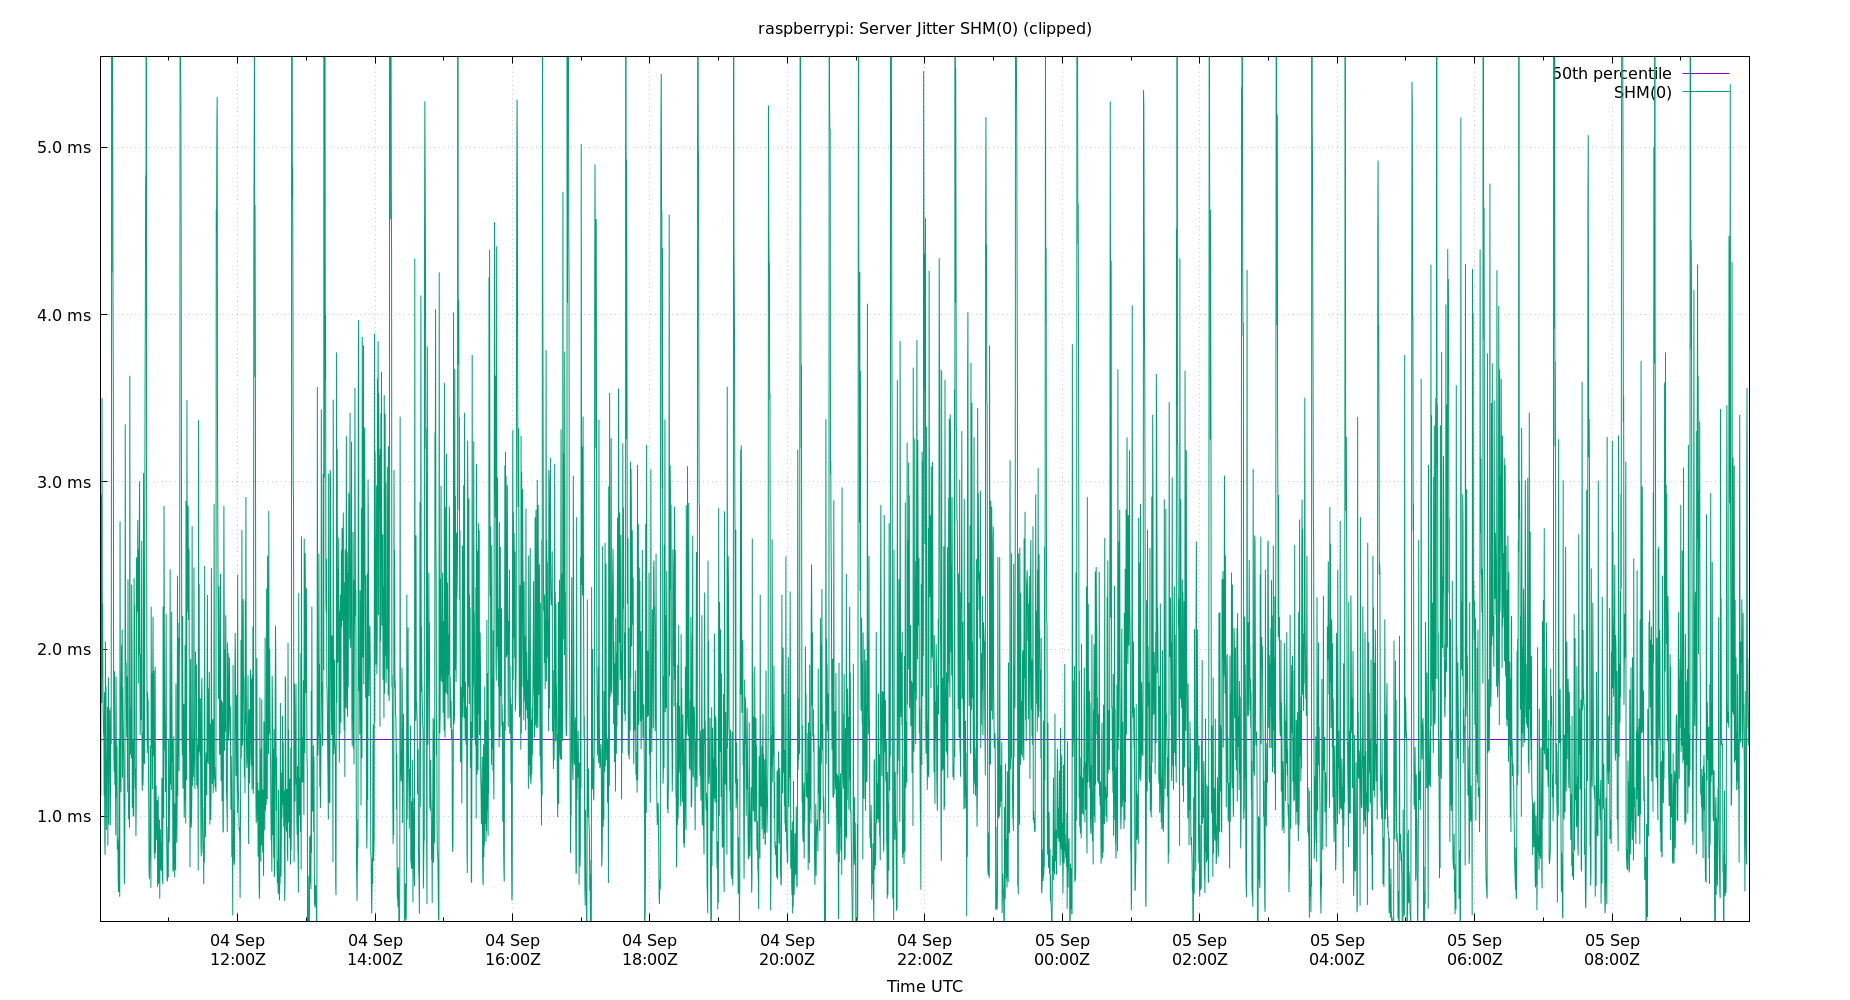 raspberrypi: Server Jitter SHM(0) (clipped)
50th percentile
SHM(0)
5.0 ms
4.0 ms
3.0 ms
2.0 ms
1.0 ms
04 Sep 04 Sep 04 Sep 04 Sep 04 Sep 04 Sep 05 Sep 05 Sep 05 Sep 05 Sep 05 Sep
12:00Z 14:00Z 16:00Z 18:00Z 20:00Z 22:00Z 00:00Z 02:00Z 04:00Z 06:00Z 08:00Z
Time UTC